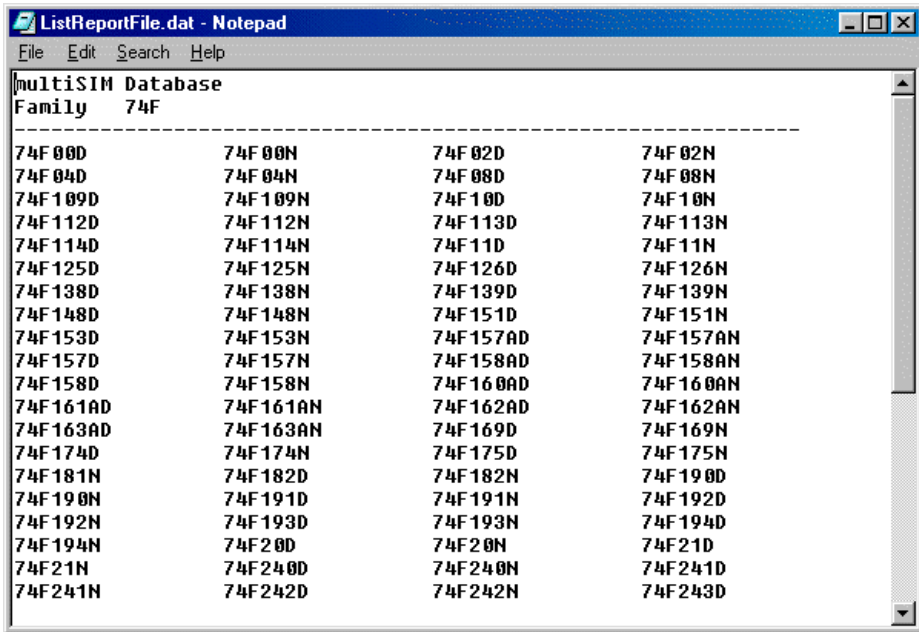 ListReportFile.dat - Notepad
File Edit Search Help
multiSIM Database
Family 74F
-----------------------------------------------------------------
74F00D 74F00N 74F02D 74F02N
74F04D 74F04N 74F08D 74F08N
74F109D 74F109N 74F10D 74F10N
74F112D 74F112N 74F113D 74F113N
74F114D 74F114N 74F11D 74F11N
74F125D 74F125N 74F126D 74F126N
74F138D 74F138N 74F139D 74F139N
74F148D 74F148N 74F151D 74F151N
74F153D 74F153N 74F157AD 74F157AN
74F157D 74F157N 74F158AD 74F158AN
74F158D 74F158N 74F160AD 74F160AN
74F161AD 74F161AN 74F162AD 74F162AN
74F163AD 74F163AN 74F169D 74F169N
74F174D 74F174N 74F175D 74F175N
74F181N 74F182D 74F182N 74F190D
74F190N 74F191D 74F191N 74F192D
74F192N 74F193D 74F193N 74F194D
74F194N 74F20D 74F20N 74F21D
74F21N 74F240D 74F240N 74F241D
74F241N 74F242D 74F242N 74F243D